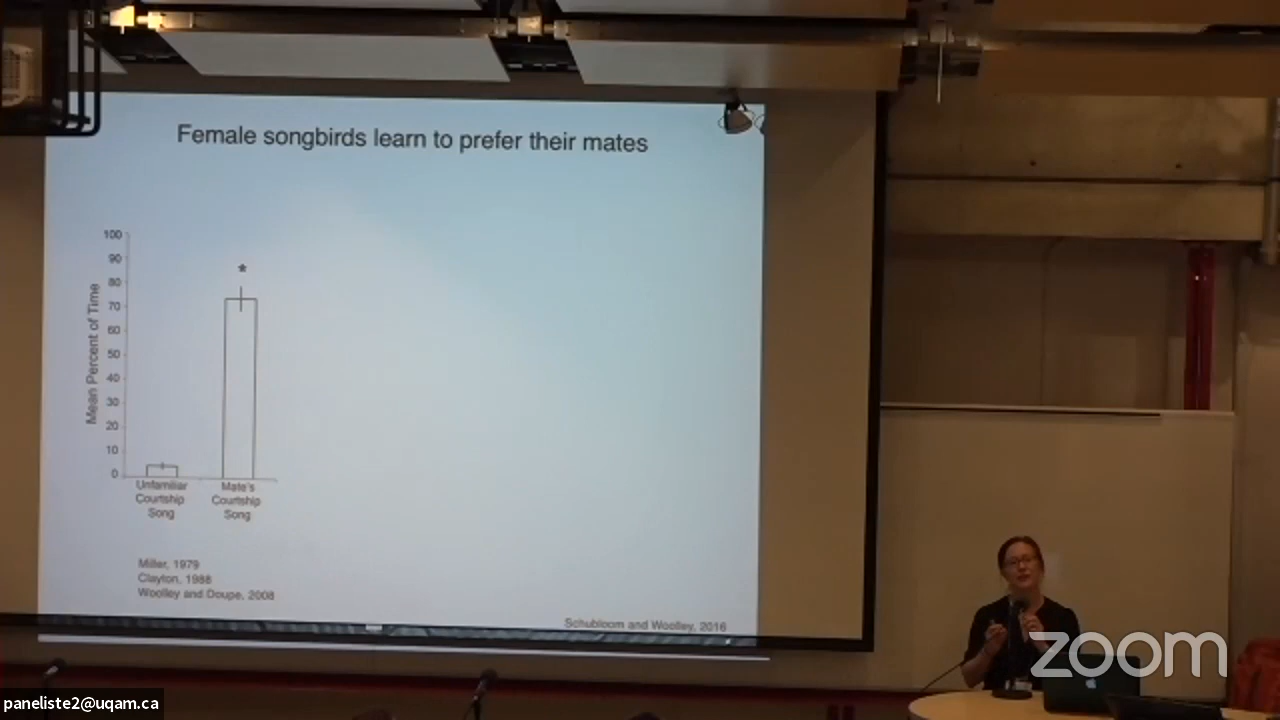 Female songbirds learn to prefer their mates
100
90
80
70
60
50
40
30
20
10
0
Mean Percent of Time
*
Unfamiliar
Courtship
Song
Mate's
Courtship
Song
Miller, 1979
Clayton, 1988
Woolley and Doupe, 2008
Schubloom and Woolley, 2016
zoom
paneliste2@uqam.ca